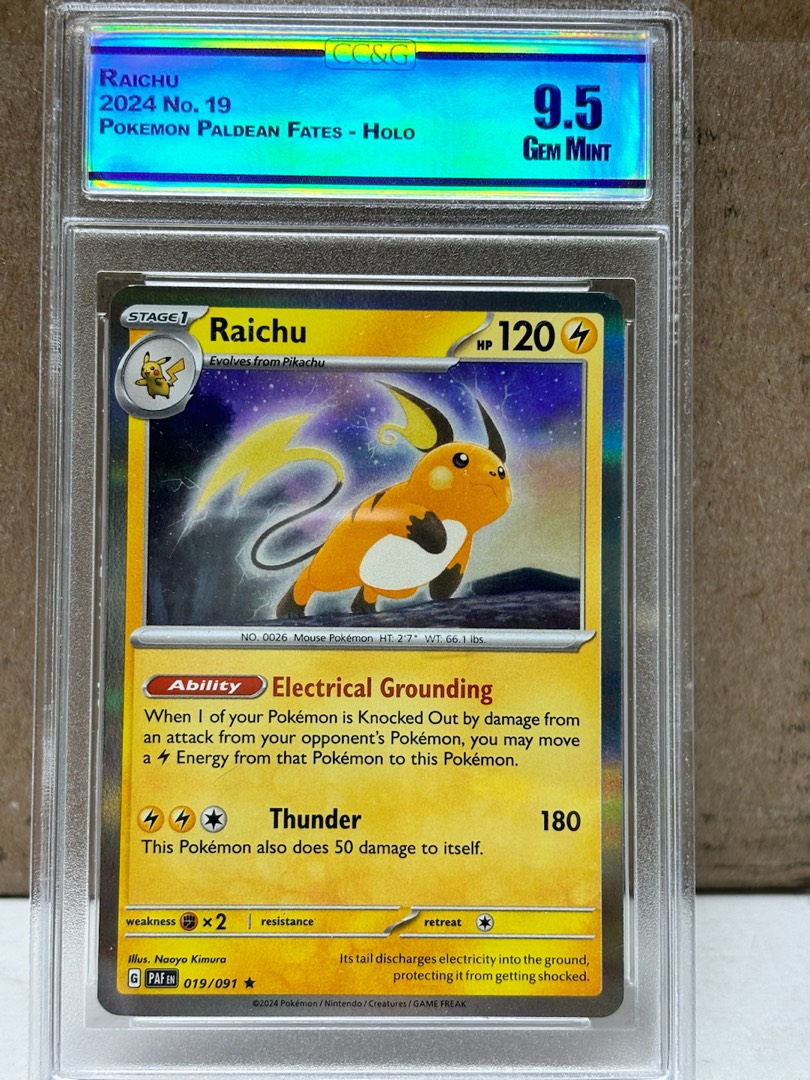 CC&G
RAICHU
2024 No. 19
POKEMON PALDEAN FATES - HOLO
9.5
GEM MINT
STAGE1
Raichu
HP 120
Evolves from Pikachu
NO. 0026 Mouse Pokémon HT: 2'7" WT: 66.1 lbs.
Ability Electrical Grounding
When 1 of your Pokémon is Knocked Out by damage from
an attack from your opponent's Pokémon, you may move
a Energy from that Pokémon to this Pokémon.
Thunder 180
This Pokémon also does 50 damage to itself.
weakness ×2 resistance retreat
Illus. Naoyo Kimura
Its tail discharges electricity into the ground,
protecting it from getting shocked.
G PAF EN 019/091 ★
©2024 Pokémon / Nintendo / Creatures / GAME FREAK